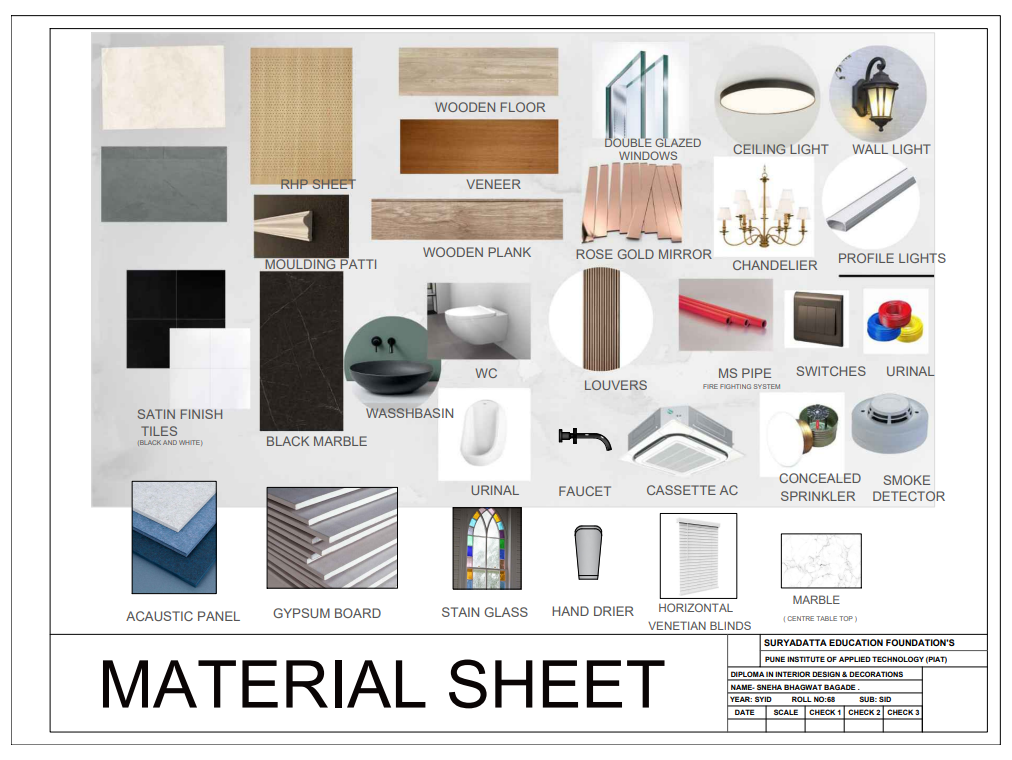 WOODEN FLOOR
DOUBLE GLAZED
WINDOWS
CEILING LIGHT
WALL LIGHT
RHP SHEET
VENEER
MOULDING PATTI
WOODEN PLANK
ROSE GOLD MIRROR
CHANDELIER
PROFILE LIGHTS
WC
LOUVERS
MS PIPE
FIRE FIGHTING SYSTEM
SWITCHES
URINAL
SATIN FINISH
TILES
(BLACK AND WHITE)
BLACK MARBLE
WASSHBASIN
URINAL
FAUCET
CASSETTE AC
CONCEALED
SPRINKLER
SMOKE
DETECTOR
ACAUSTIC PANEL
GYPSUM BOARD
STAIN GLASS
HAND DRIER
HORIZONTAL
VENETIAN BLINDS
MARBLE
( CENTRE TABLE TOP )
MATERIAL SHEET
SURYADATTA EDUCATION FOUNDATION'S
PUNE INSTITUTE OF APPLIED TECHNOLOGY (PIAT)
DIPLOMA IN INTERIOR DESIGN & DECORATIONS
NAME- SNEHA BHAGWAT BAGADE .
YEAR: SYID ROLL NO:68 SUB: SID
DATE SCALE CHECK 1 CHECK 2 CHECK 3